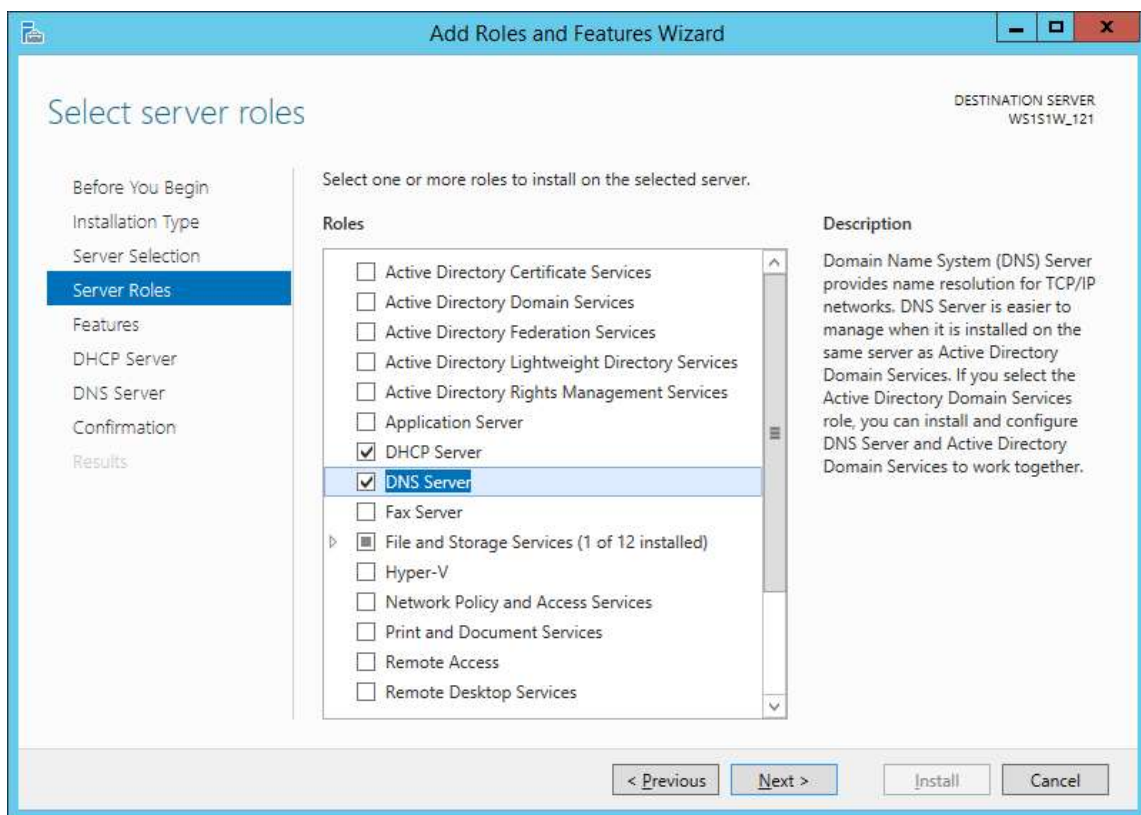 Add Roles and Features Wizard
Select server roles
DESTINATION SERVER
WS1S1W_121
Before You Begin
Installation Type
Server Selection
Server Roles
Features
DHCP Server
DNS Server
Confirmation
Results
Select one or more roles to install on the selected server.
Roles
Active Directory Certificate Services
Active Directory Domain Services
Active Directory Federation Services
Active Directory Lightweight Directory Services
Active Directory Rights Management Services
Application Server
DHCP Server
DNS Server
Fax Server
File and Storage Services (1 of 12 installed)
Hyper-V
Network Policy and Access Services
Print and Document Services
Remote Access
Remote Desktop Services
Description
Domain Name System (DNS) Server
provides name resolution for TCP/IP
networks. DNS Server is easier to
manage when it is installed on the
same server as Active Directory
Domain Services. If you select the
Active Directory Domain Services
role, you can install and configure
DNS Server and Active Directory
Domain Services to work together.
< Previous
Next >
Install
Cancel